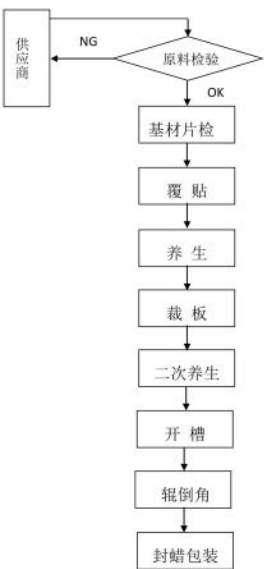 供应商
NG
原料检验
OK
基材片检
覆 贴
养 生
裁 板
二次养生
开 槽
辊倒角
封蜡包装